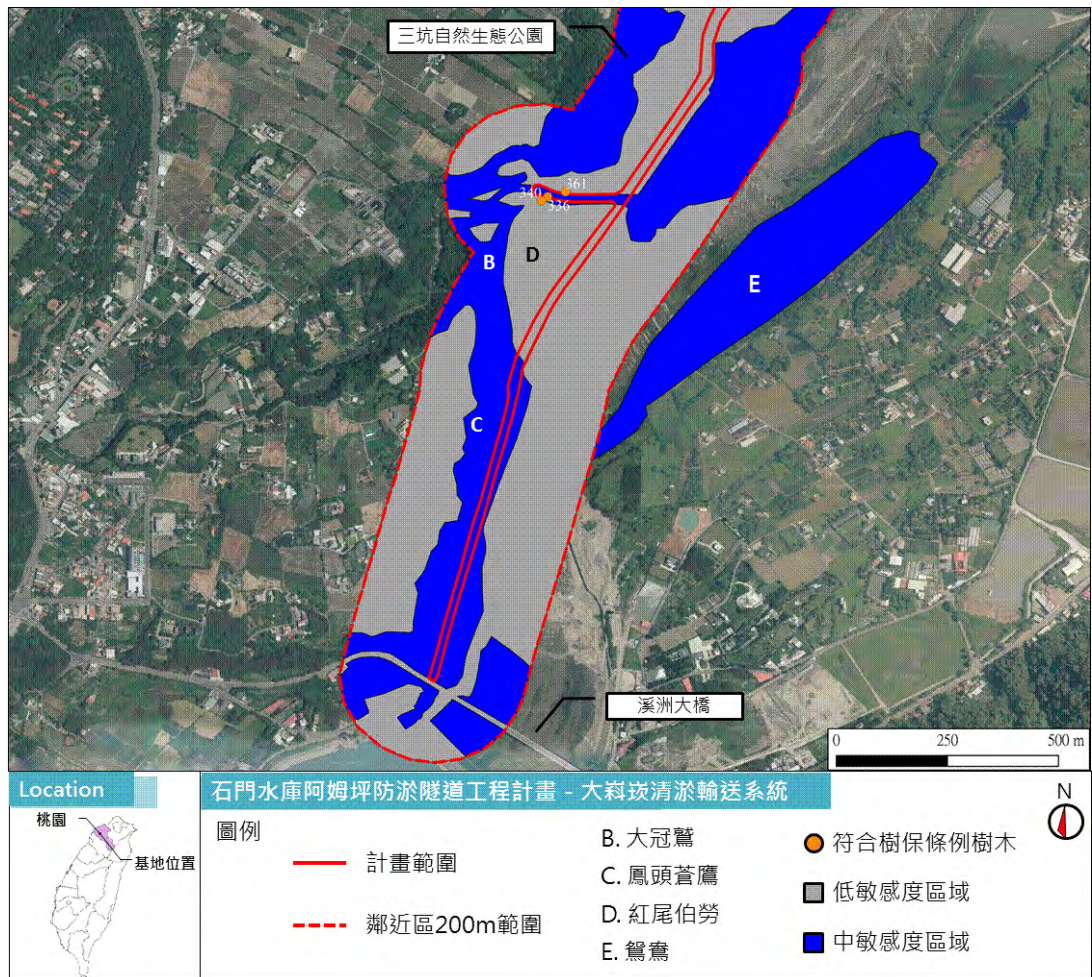 三坑自然生態公園
361
340
336
B
D
E
C
溪洲大橋
0 250 500 m
Location
桃園
基地位置
石門水庫阿姆坪防淤隧道工程計畫 - 大嵙崁清淤輸送系統
圖例
計畫範圍
鄰近區200m範圍
B. 大冠鷲
C. 鳳頭蒼鷹
D. 紅尾伯勞
E. 鴛鴦
符合樹保條例樹木
低敏感度區域
中敏感度區域
N